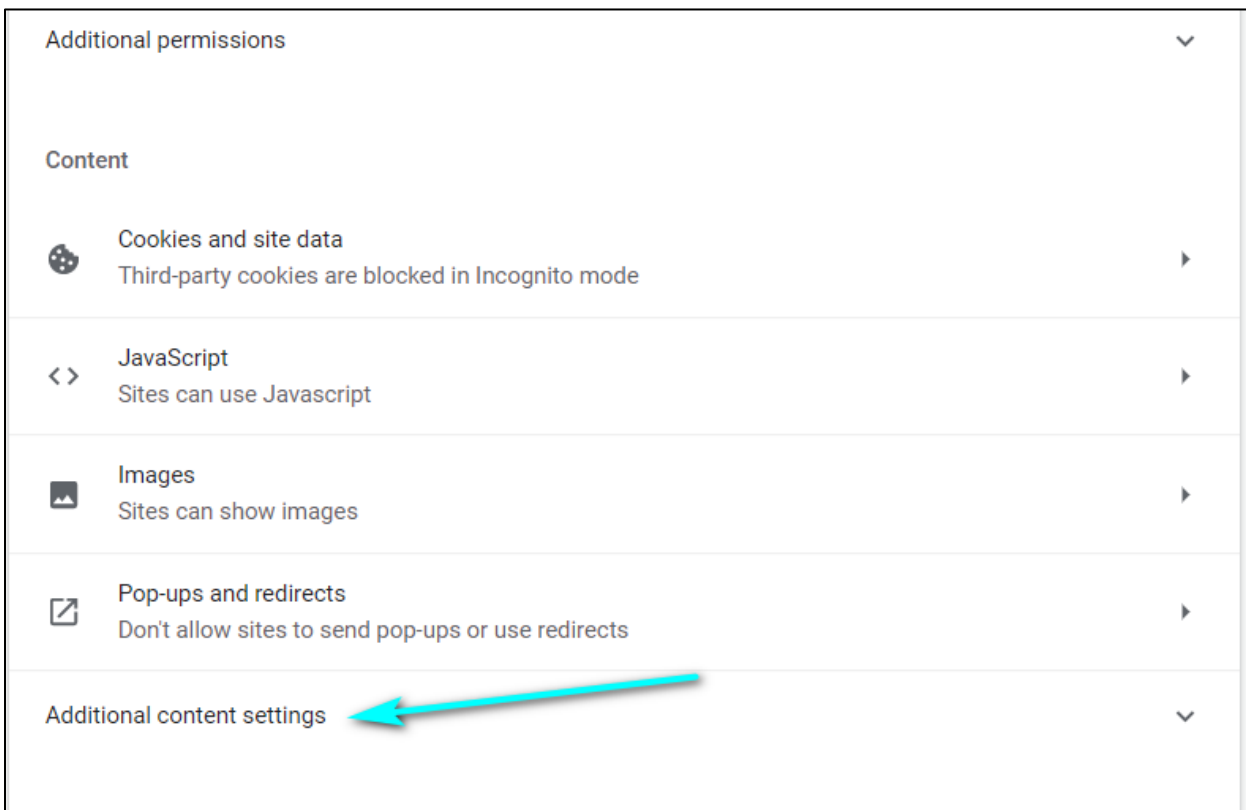 Additional permissions
Content
Cookies and site data
Third-party cookies are blocked in Incognito mode
JavaScript
Sites can use Javascript
Images
Sites can show images
Pop-ups and redirects
Don't allow sites to send pop-ups or use redirects
Additional content settings